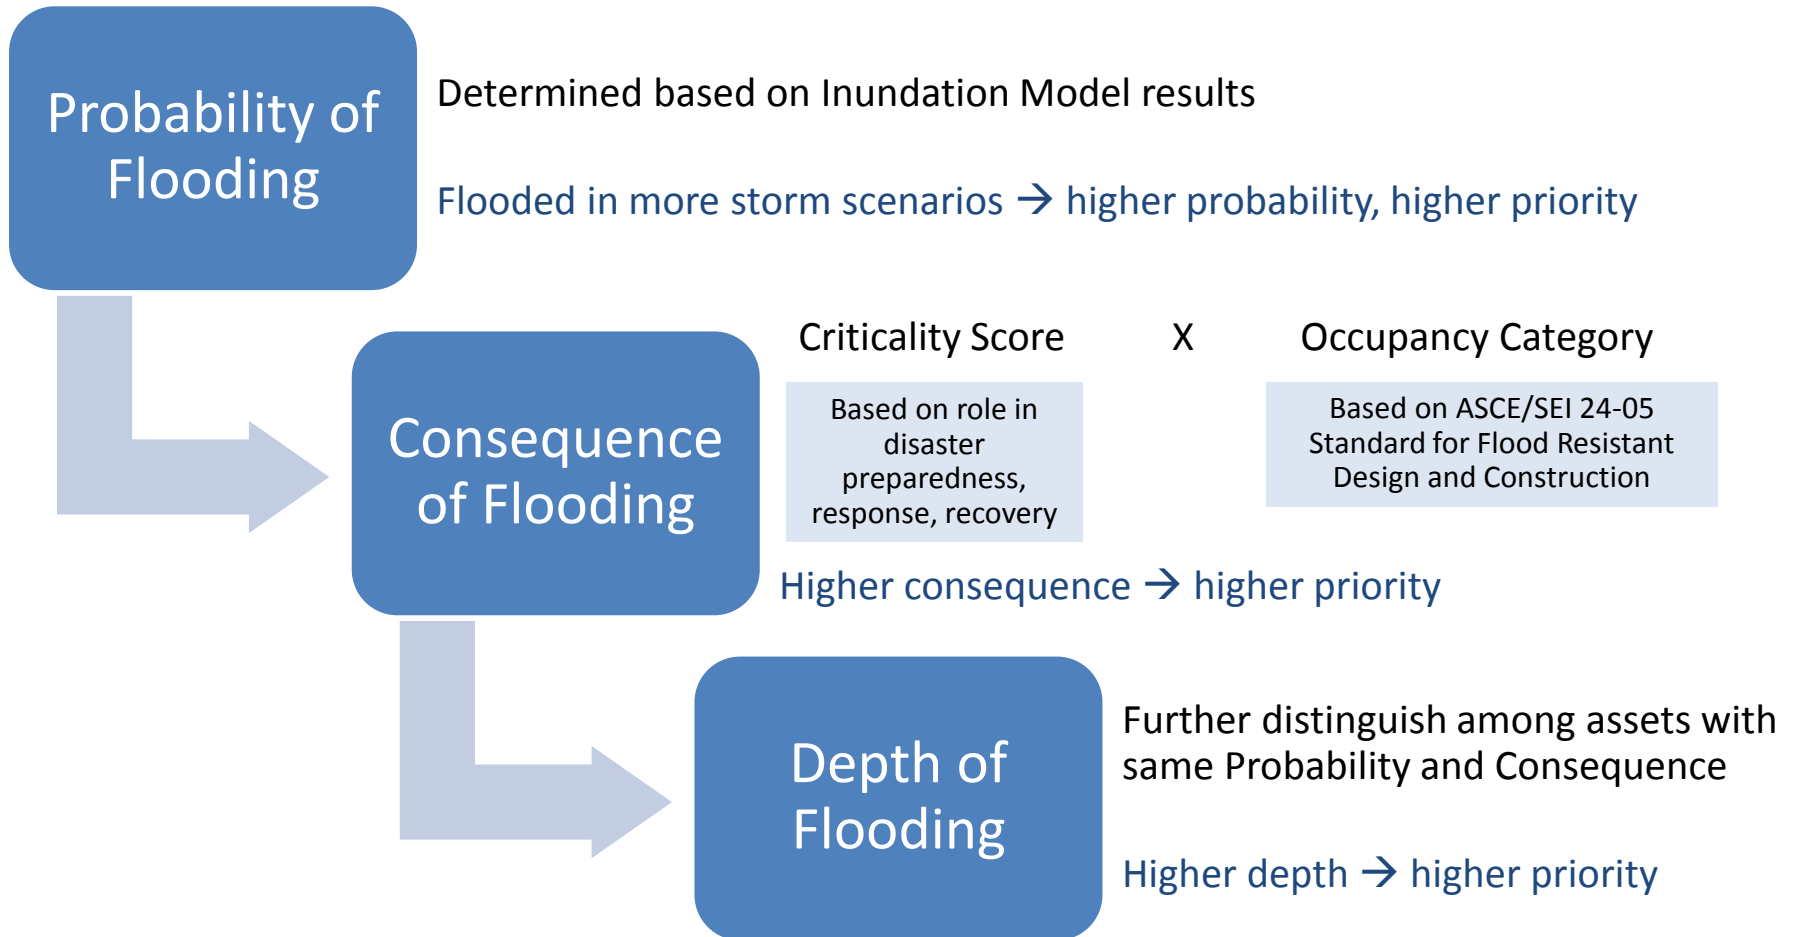 Probability of
Flooding
Determined based on Inundation Model results
Flooded in more storm scenarios → higher probability, higher priority
Consequence
of Flooding
Criticality Score X Occupancy Category
Based on role in
disaster
preparedness,
response, recovery
Based on ASCE/SEI 24-05
Standard for Flood Resistant
Design and Construction
Higher consequence → higher priority
Depth of
Flooding
Further distinguish among assets with
same Probability and Consequence
Higher depth → higher priority